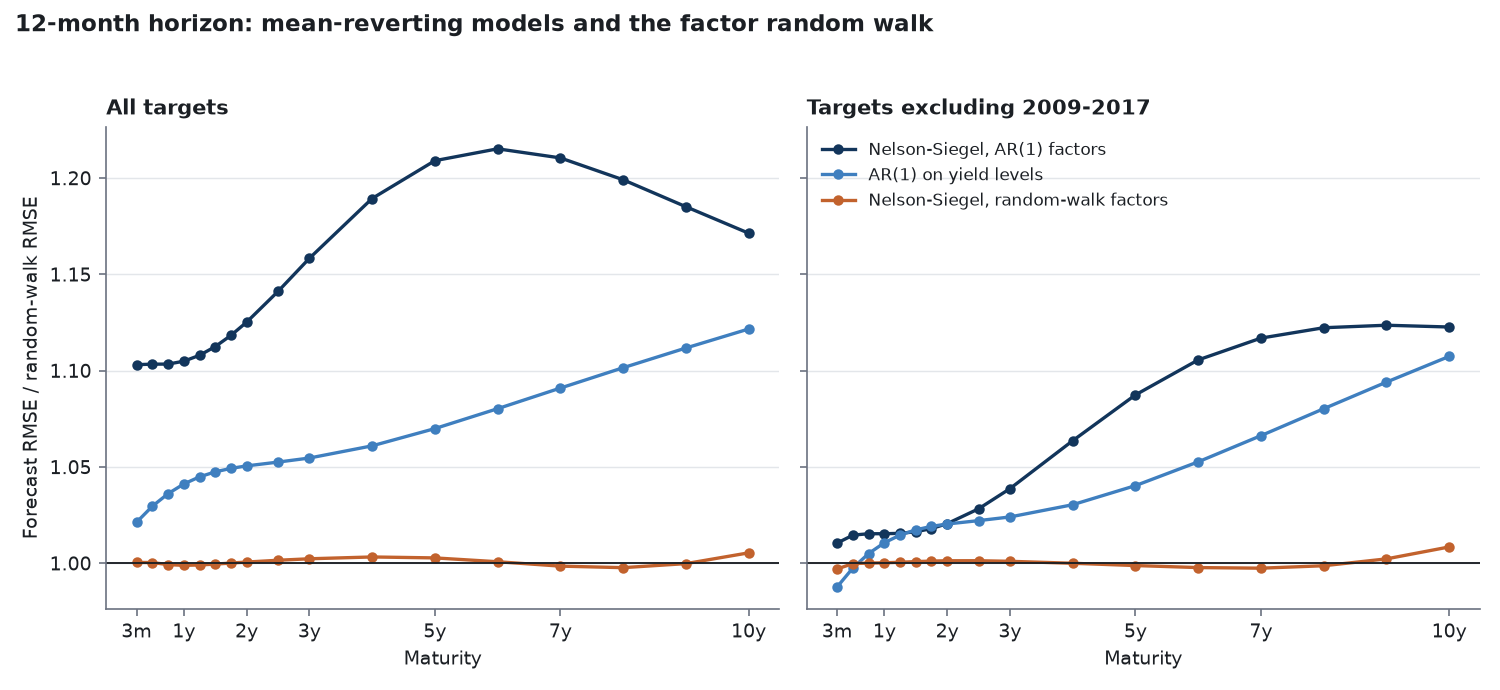 12-month horizon: mean-reverting models and the factor random walk
All targets
Forecast RMSE / random-walk RMSE
1.20
1.15
1.10
1.05
1.00
3m 1y 2y 3y 5y 7y 10y
Maturity
Targets excluding 2009-2017
Nelson-Siegel, AR(1) factors
AR(1) on yield levels
Nelson-Siegel, random-walk factors
3m 1y 2y 3y 5y 7y 10y
Maturity